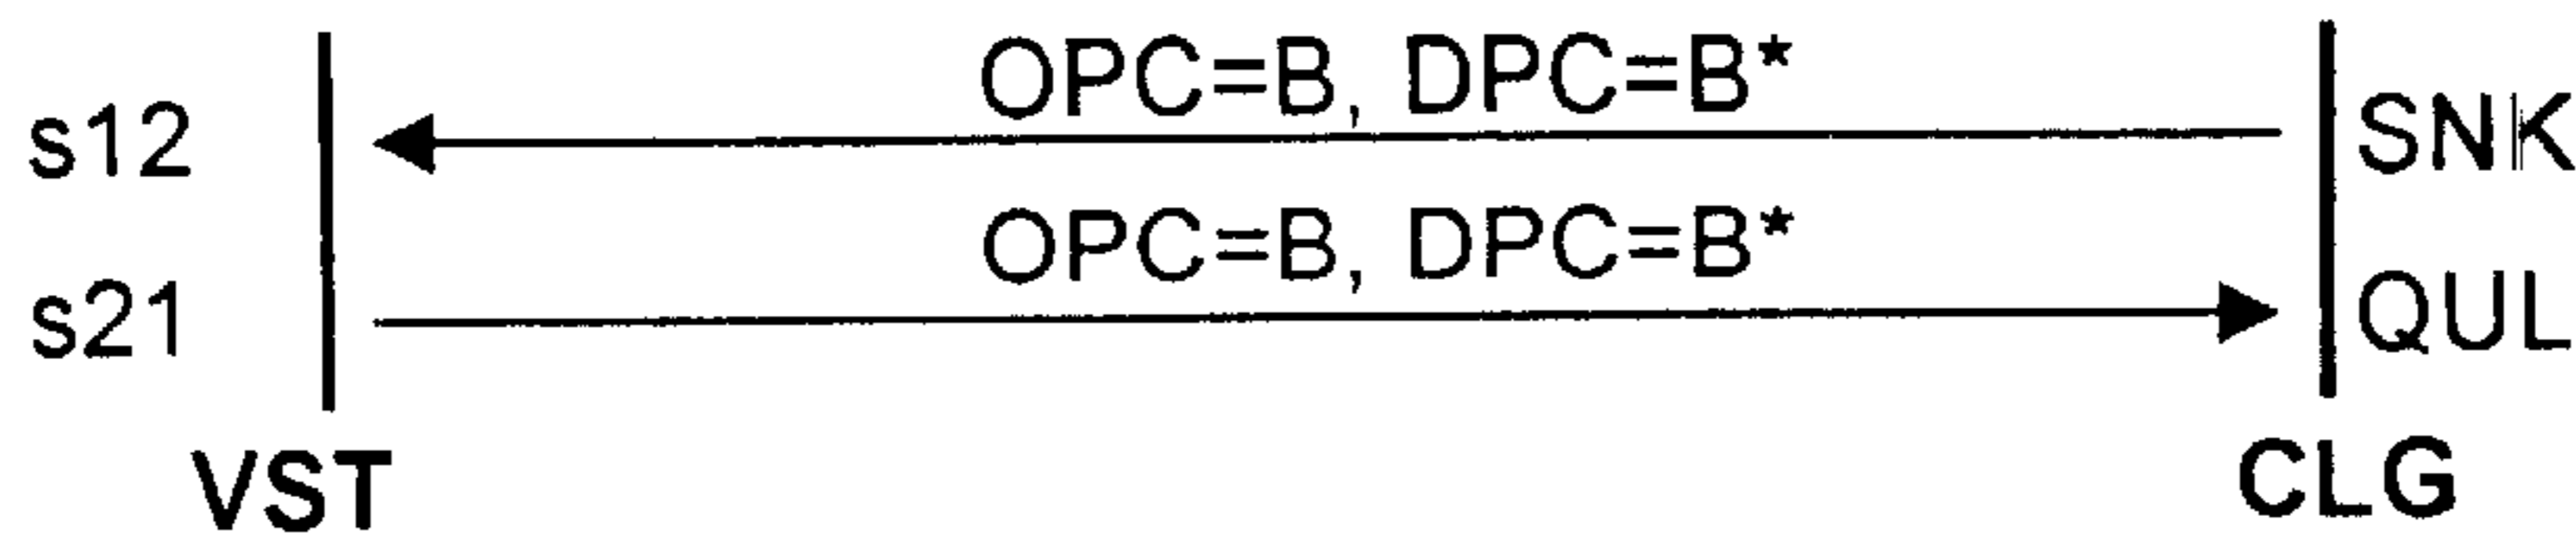 OPC=B, DPC=B*
s12 SNK
OPC=B, DPC=B*
s21 QUL
VST CLG